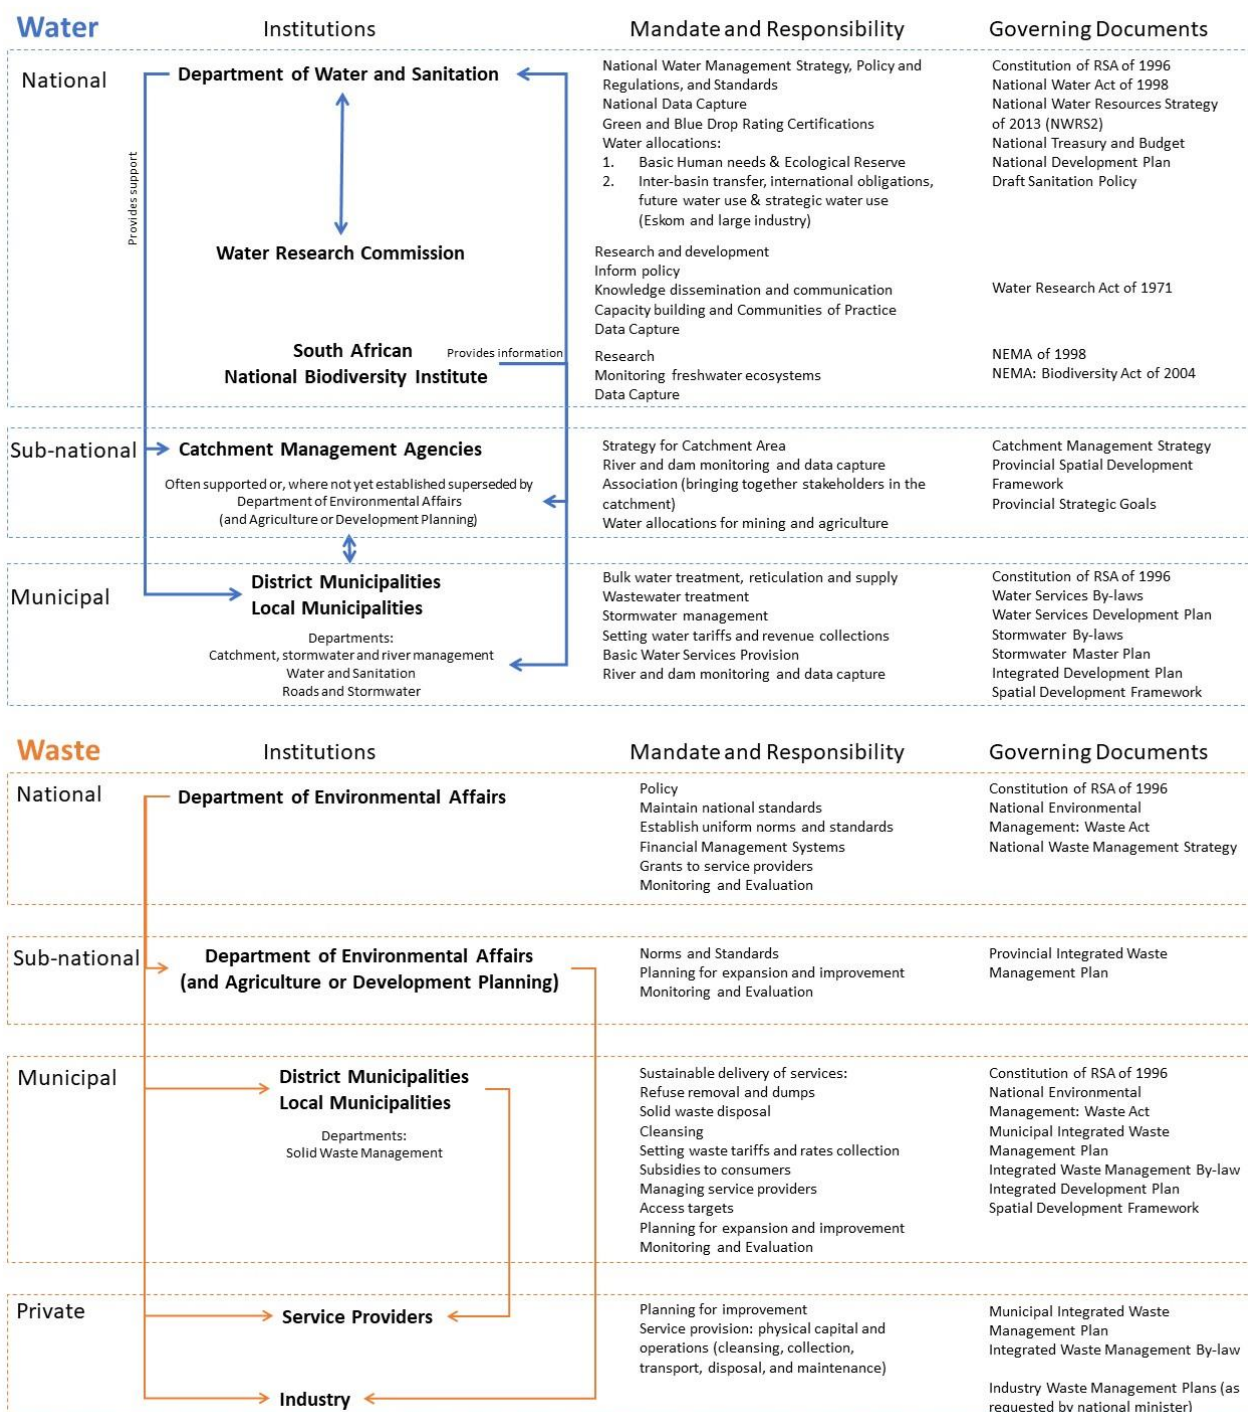 Water
Institutions
Mandate and Responsibility
Governing Documents
National
Department of Water and Sanitation
National Water Management Strategy, Policy and
Regulations, and Standards
National Data Capture
Green and Blue Drop Rating Certifications
Water allocations:
1. Basic Human needs & Ecological Reserve
2. Inter-basin transfer, international obligations,
future water use & strategic water use
(Eskom and large industry)
Constitution of RSA of 1996
National Water Act of 1998
National Water Resources Strategy
of 2013 (NWRS2)
National Treasury and Budget
National Development Plan
Draft Sanitation Policy
Provides support
Water Research Commission
Research and development
Inform policy
Knowledge dissemination and communication
Capacity building and Communities of Practice
Data Capture
Water Research Act of 1971
South African
National Biodiversity Institute
Provides information
Research
Monitoring freshwater ecosystems
Data Capture
NEMA of 1998
NEMA: Biodiversity Act of 2004
Sub-national
Catchment Management Agencies
Often supported or, where not yet established superseded by
Department of Environmental Affairs
(and Agriculture or Development Planning)
Strategy for Catchment Area
River and dam monitoring and data capture
Association (bringing together stakeholders in the
catchment)
Water allocations for mining and agriculture
Catchment Management Strategy
Provincial Spatial Development
Framework
Provincial Strategic Goals
Municipal
District Municipalities
Local Municipalities
Departments:
Catchment, stormwater and river management
Water and Sanitation
Roads and Stormwater
Bulk water treatment, reticulation and supply
Wastewater treatment
Stormwater management
Setting water tariffs and revenue collections
Basic Water Services Provision
River and dam monitoring and data capture
Constitution of RSA of 1996
Water Services By-laws
Water Services Development Plan
Stormwater By-laws
Stormwater Master Plan
Integrated Development Plan
Spatial Development Framework
Waste
Institutions
Mandate and Responsibility
Governing Documents
National
Department of Environmental Affairs
Policy
Maintain national standards
Establish uniform norms and standards
Financial Management Systems
Grants to service providers
Monitoring and Evaluation
Constitution of RSA of 1996
National Environmental
Management: Waste Act
National Waste Management Strategy
Sub-national
Department of Environmental Affairs
(and Agriculture or Development Planning)
Norms and Standards
Planning for expansion and improvement
Monitoring and Evaluation
Provincial Integrated Waste
Management Plan
Municipal
District Municipalities
Local Municipalities
Departments:
Solid Waste Management
Sustainable delivery of services:
Refuse removal and dumps
Solid waste disposal
Cleansing
Setting waste tariffs and rates collection
Subsidies to consumers
Managing service providers
Access targets
Planning for expansion and improvement
Monitoring and Evaluation
Constitution of RSA of 1996
National Environmental
Management: Waste Act
Municipal Integrated Waste
Management Plan
Integrated Waste Management By-law
Integrated Development Plan
Spatial Development Framework
Private
Service Providers
Planning for improvement
Service provision: physical capital and
operations (cleansing, collection,
transport, disposal, and maintenance)
Municipal Integrated Waste
Management Plan
Integrated Waste Management By-law
Industry
Industry Waste Management Plans (as
requested by national minister)